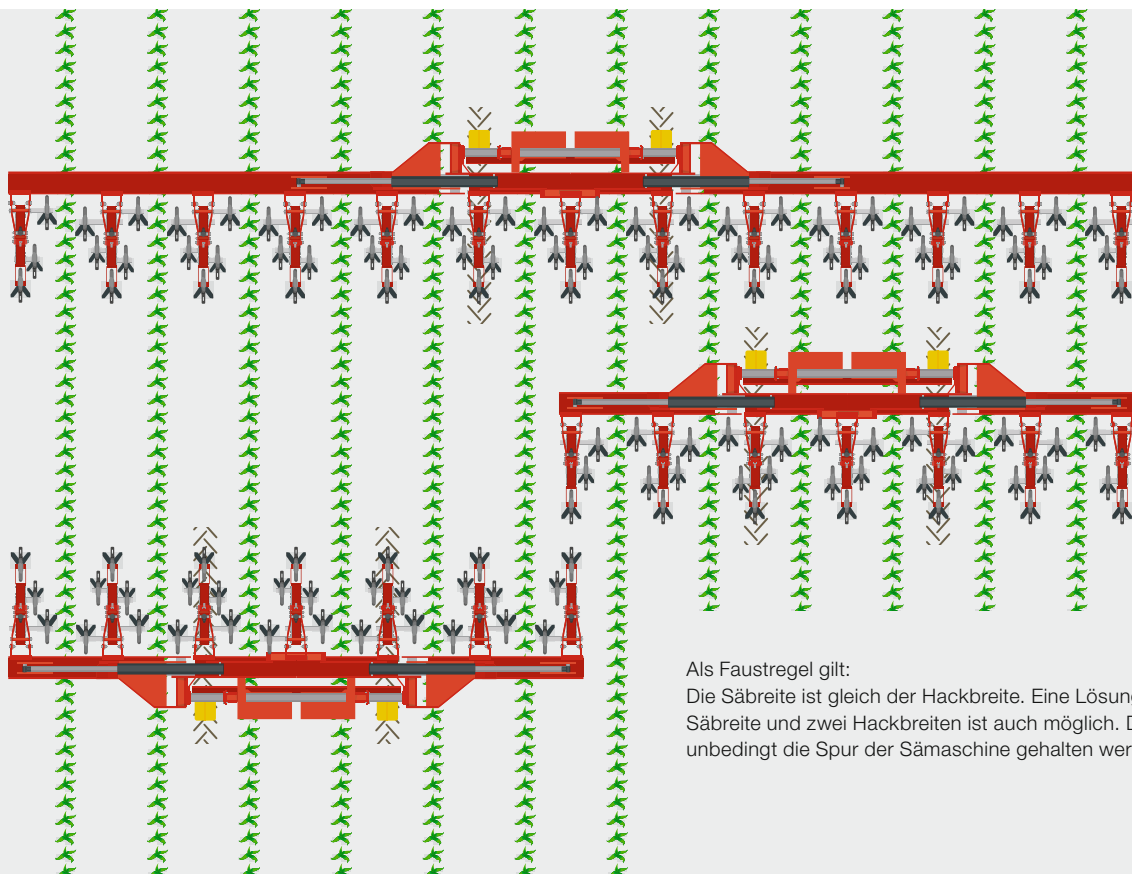 Als Faustregel gilt:
Die Säbreite ist gleich der Hackbreite. Eine Lösung
Säbreite und zwei Hackbreiten ist auch möglich.
unbedingt die Spur der Sämaschine gehalten